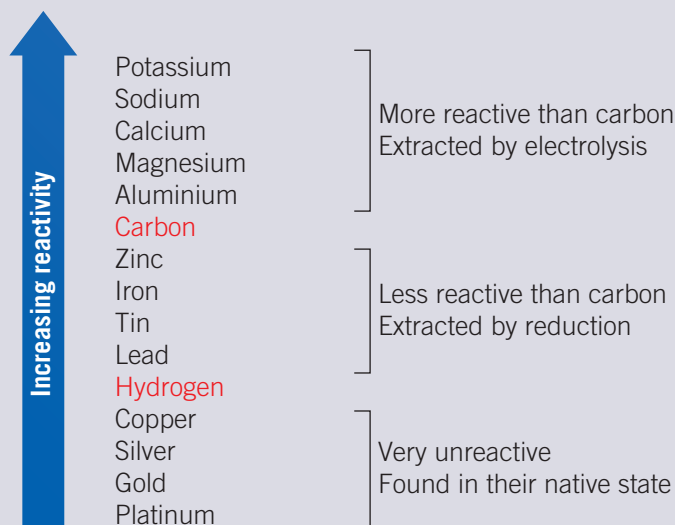 Increasing reactivity
Potassium
Sodium
Calcium
Magnesium
Aluminium
More reactive than carbon
Extracted by electrolysis
Carbon
Zinc
Iron
Tin
Lead
Less reactive than carbon
Extracted by reduction
Hydrogen
Copper
Silver
Gold
Platinum
Very unreactive
Found in their native state